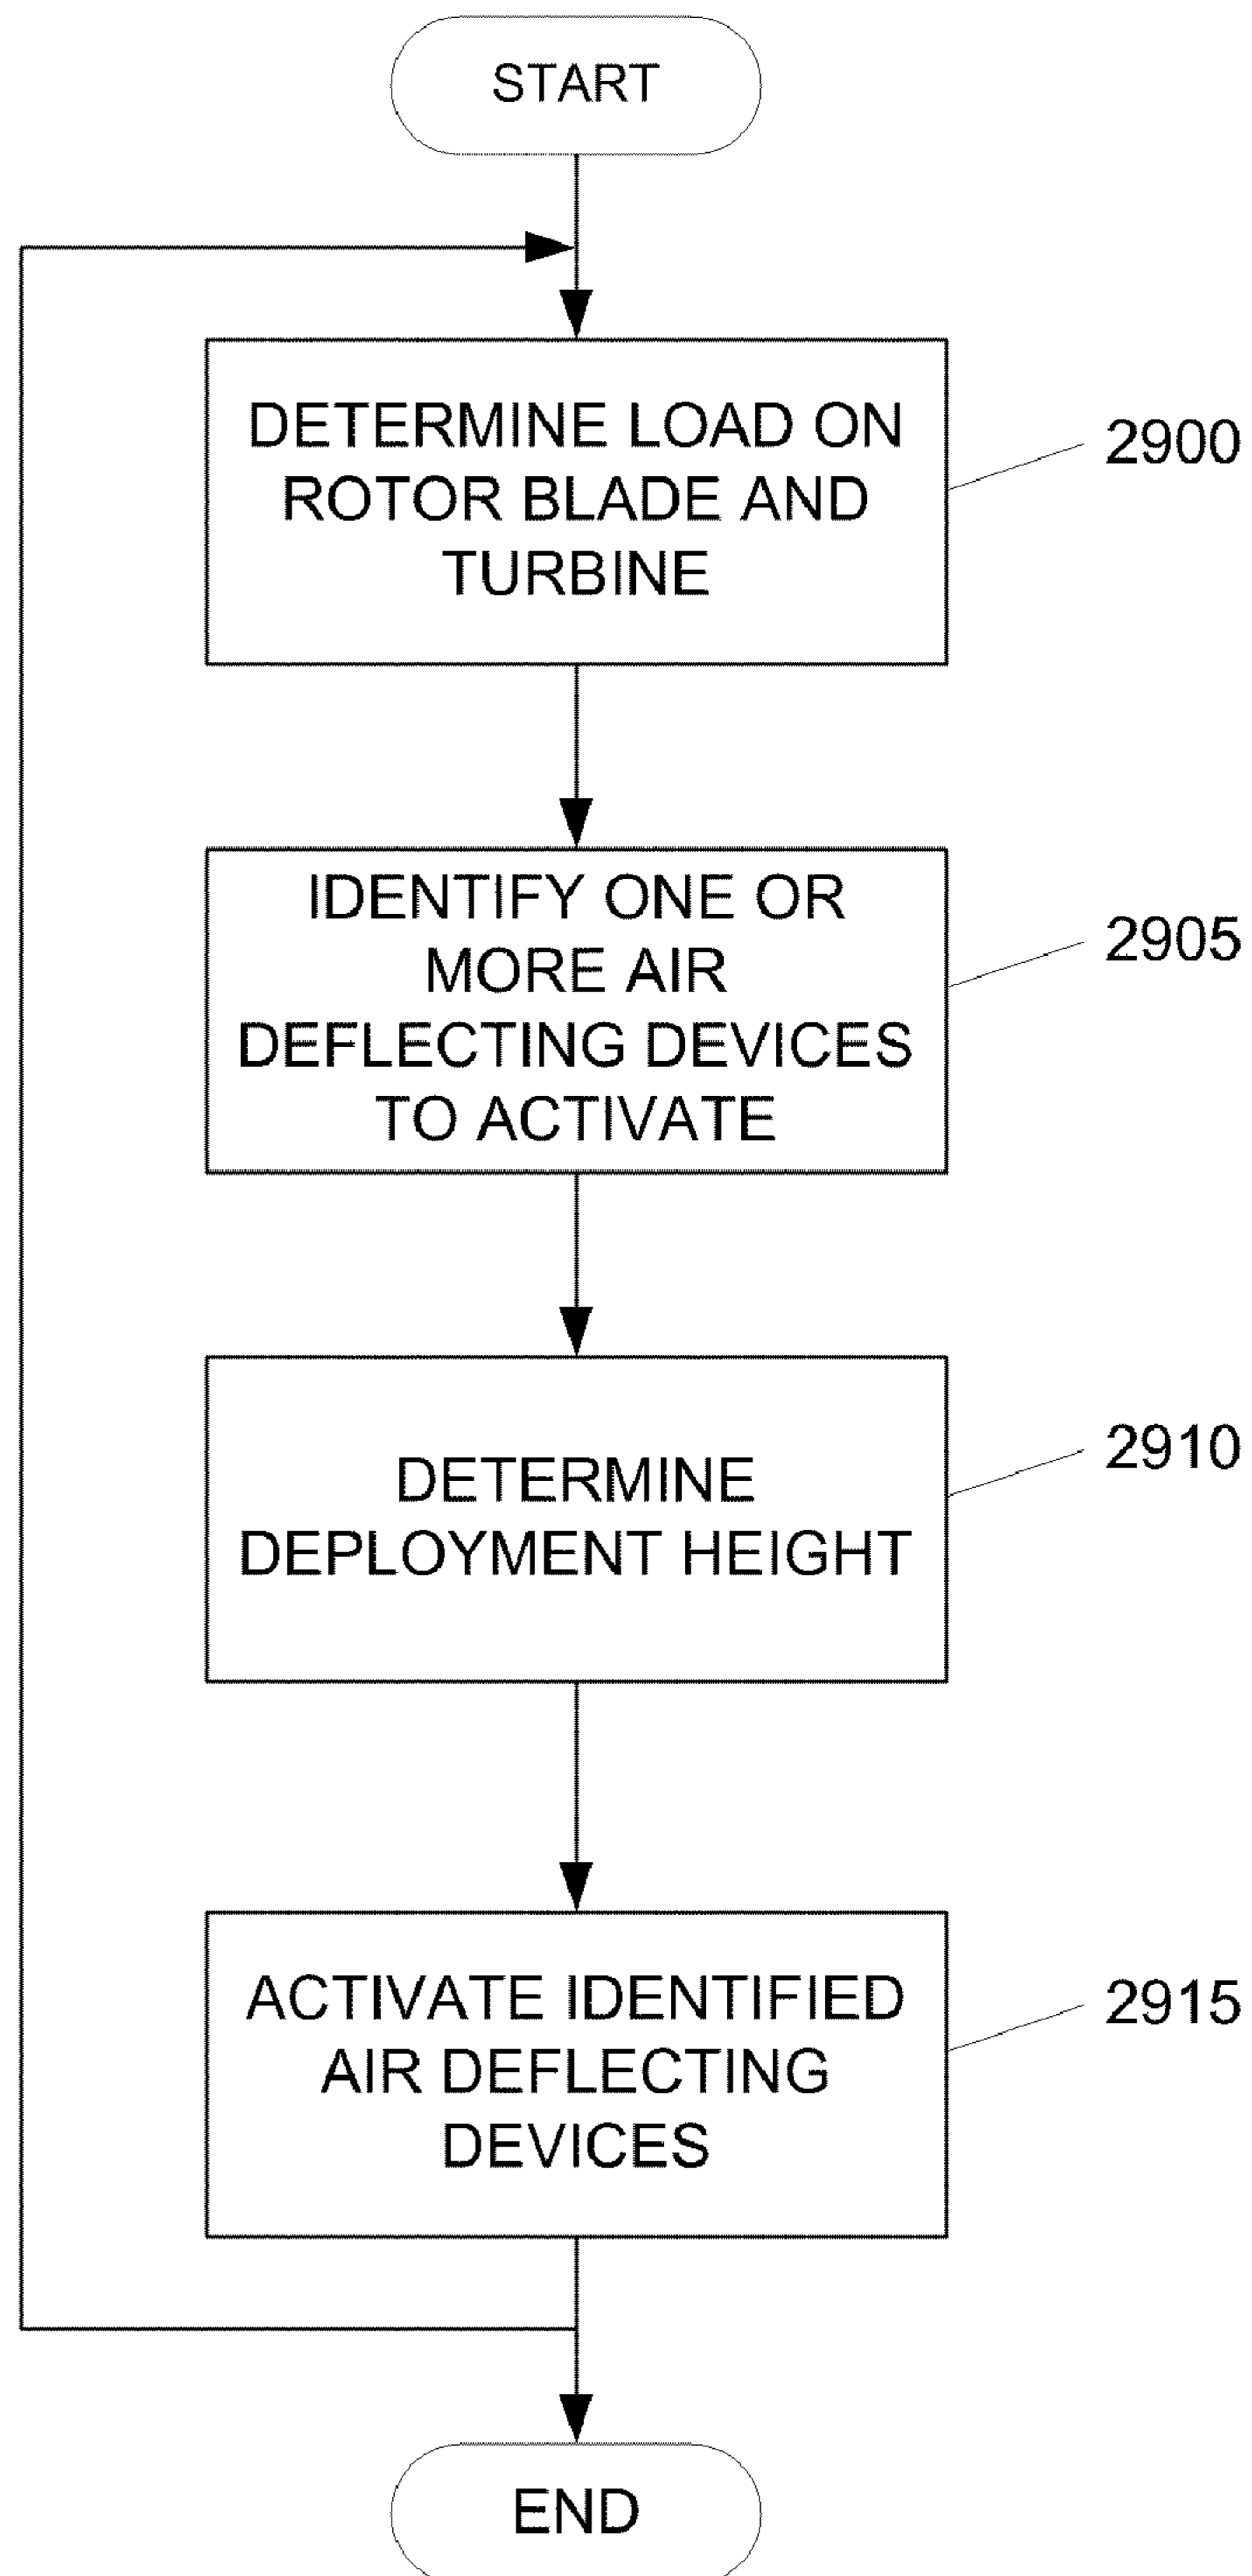 START
DETERMINE LOAD ON
ROTOR BLADE AND
TURBINE
2900
IDENTIFY ONE OR
MORE AIR
DEFLECTING DEVICES
TO ACTIVATE
2905
DETERMINE
DEPLOYMENT HEIGHT
2910
ACTIVATE IDENTIFIED
AIR DEFLECTING
DEVICES
2915
END